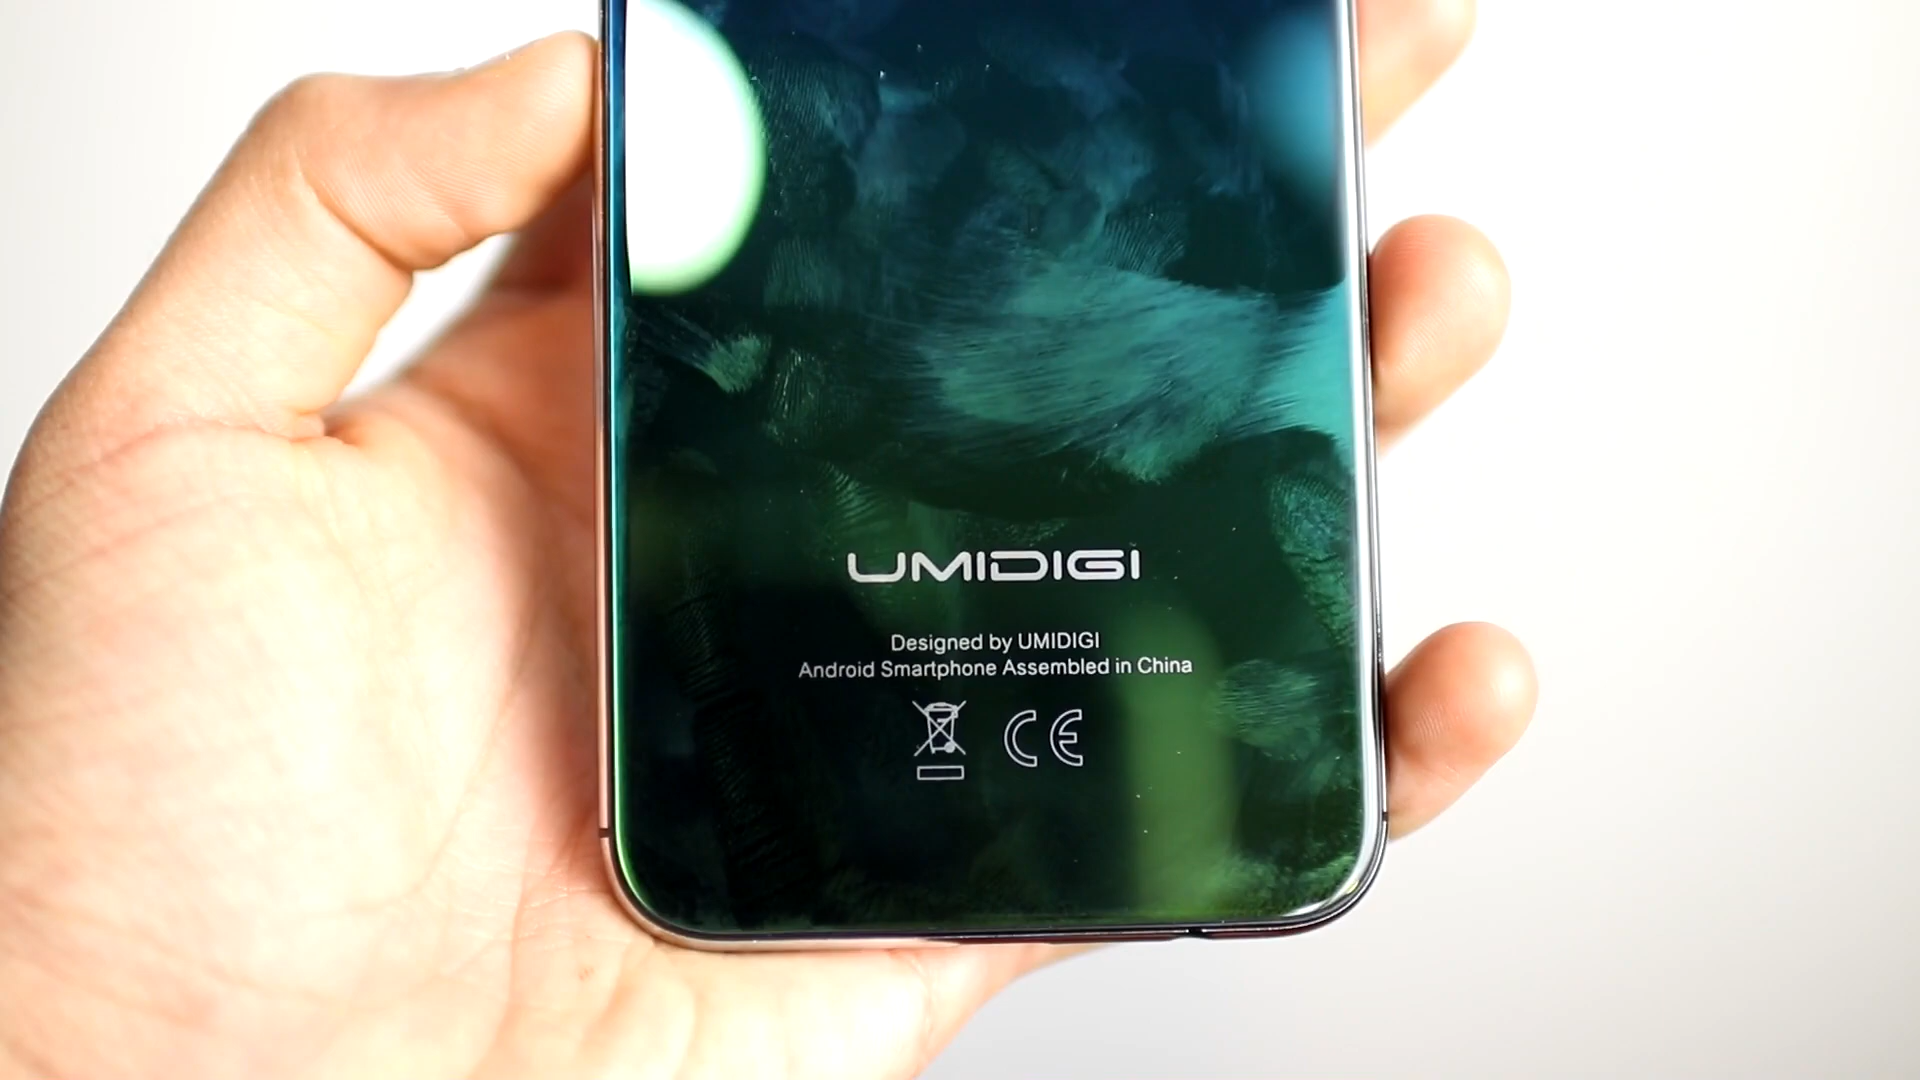 UMIDIGI
Designed by UMIDIGI
Android Smartphone Assembled in China
CE